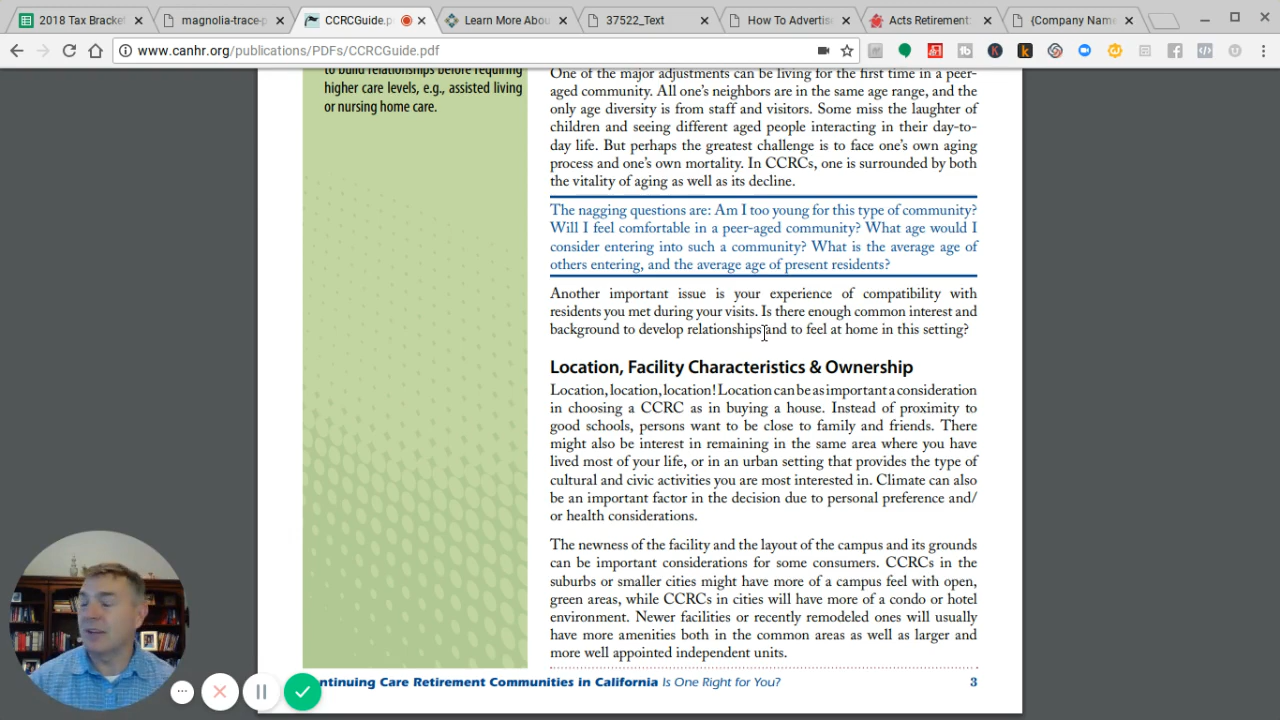 2018 Tax Bracket
magnolia-trace-p
CCRCGuide.p
Learn More Abou
37522_Text
How To Advertis
Acts Retirement
{Company Nam
www.canhr.org/publications/PDFs/CCRCGuide.pdf
to build relationships before requiring
higher care levels, e.g., assisted living
or nursing home care.
One of the major adjustments can be living for the first time in a peer-
aged community. All one's neighbors are in the same age range, and the
only age diversity is from staff and visitors. Some miss the laughter of
children and seeing different aged people interacting in their day-to-
day life. But perhaps the greatest challenge is to face one's own aging
process and one's own mortality. In CCRCs, one is surrounded by both
the vitality of aging as well as its decline.
The nagging questions are: Am I too young for this type of community?
Will I feel comfortable in a peer-aged community? What age would I
consider entering into such a community? What is the average age of
others entering, and the average age of present residents?
Another important issue is your experience of compatibility with
residents you met during your visits. Is there enough common interest and
background to develop relationships and to feel at home in this setting?
Location, Facility Characteristics & Ownership
Location, location, location! Location can be as important a consideration
in choosing a CCRC as in buying a house. Instead of proximity to
good schools, persons want to be close to family and friends. There
might also be interest in remaining in the same area where you have
lived most of your life, or in an urban setting that provides the type of
cultural and civic activities you are most interested in. Climate can also
be an important factor in the decision due to personal preference and/
or health considerations.
The newness of the facility and the layout of the campus and its grounds
can be important considerations for some consumers. CCRCs in the
suburbs or smaller cities might have more of a campus feel with open,
green areas, while CCRCs in cities will have more of a condo or hotel
environment. Newer facilities or recently remodeled ones will usually
have more amenities both in the common areas as well as larger and
more well appointed independent units.
ntinuing Care Retirement Communities in California Is One Right for You?
3